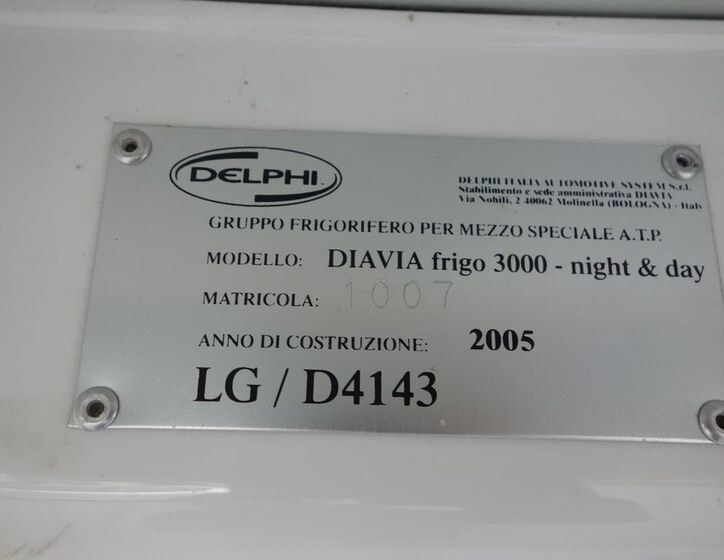 DELPHI
DELPHI ITALIA AUTOMOTIVE SYSTEM S.r.l.
Stabilimento e sede amministrativa DIAVIA
Via Nobili, 2 40062 Molinella (BOLOGNA) - Italy
GRUPPO FRIGORIFERO PER MEZZO SPECIALE A.T.P.
MODELLO: DIAVIA frigo 3000 - night & day
MATRICOLA: 1007
ANNO DI COSTRUZIONE: 2005
LG / D4143